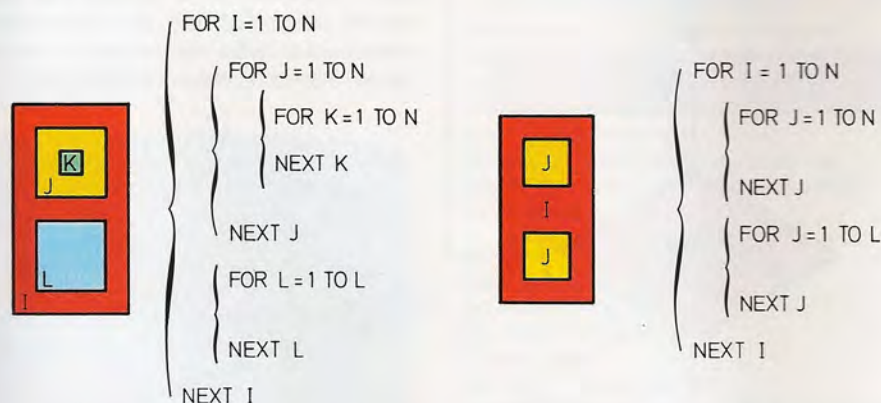 FOR I=1 TO N
FOR J=1 TO N
FOR K=1 TO N
NEXT K
NEXT J
FOR L=1 TO L
NEXT L
NEXT I
K
J
L
I
FOR I = 1 TO N
FOR J=1 TO N
NEXT J
FOR J=1 TO L
NEXT J
NEXT I
J
I
J